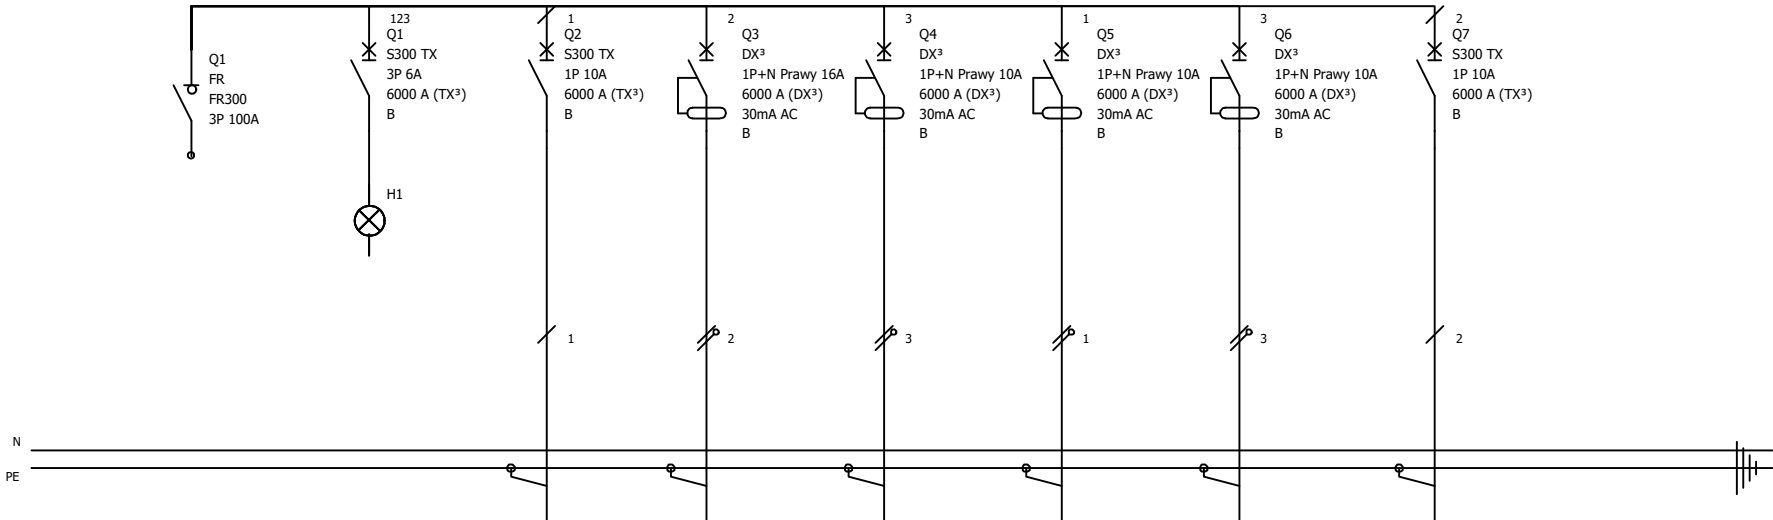 Q1
FR
FR300
3P 100A
123
Q1
S300 TX
3P 6A
6000 A (TX³)
B
H1
1
Q2
S300 TX
1P 10A
6000 A (TX³)
B
2
Q3
DX³
1P+N Prawy 16A
6000 A (DX³)
30mA AC
B
3
Q4
DX³
1P+N Prawy 10A
6000 A (DX³)
30mA AC
B
1
Q5
DX³
1P+N Prawy 10A
6000 A (DX³)
30mA AC
B
3
Q6
DX³
1P+N Prawy 10A
6000 A (DX³)
30mA AC
B
2
Q7
S300 TX
1P 10A
6000 A (TX³)
B
1
2
3
1
3
2
N
PE